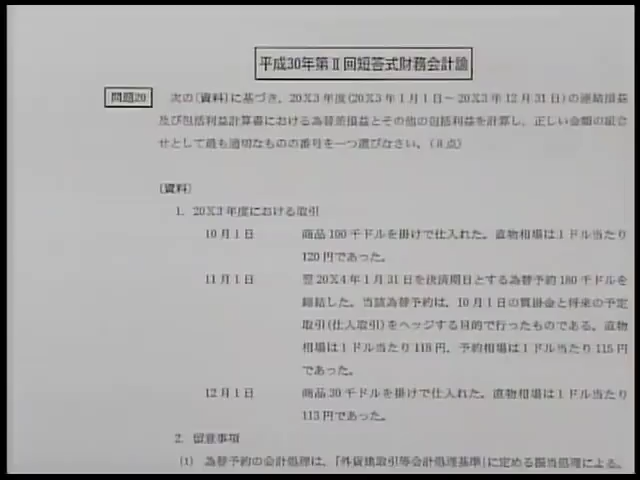 平成30年第Ⅱ回短答式財務会計論
問題20 次の〔資料〕に基づき、20X3年度(20X3年1月1日～20X3年12月31日)の連結損益
及び包括利益計算書における為替差損益とその他の包括利益を計算し、正しい金額の組合
せとして最も適切なものの番号を一つ選びなさい。(8点)
〔資料〕
1. 20X3年度における取引
10月1日 商品100千ドルを掛けで仕入れた。直物相場は1ドル当たり
120円であった。
11月1日 翌20X4年1月31日を決済期日とする為替予約180千ドルを
締結した。当該為替予約は、10月1日の買掛金と将来の予定
取引(仕入取引)をヘッジする目的で行ったものである。直物
相場は1ドル当たり118円、予約相場は1ドル当たり115円
であった。
12月1日 商品30千ドルを掛けで仕入れた。直物相場は1ドル当たり
113円であった。
2. 留意事項
(1) 為替予約の会計処理は、「外貨建取引等会計処理基準」に定める振当処理による。